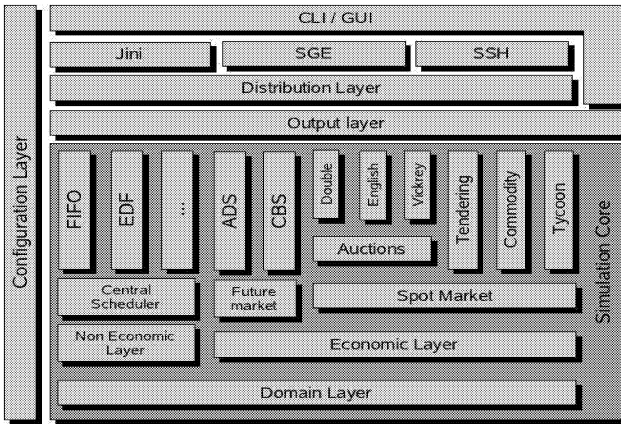 CLI / GUI
Jini
SGE
SSH
Distribution Layer
Output layer
Configuration Layer
FIFO
EDF
...
ADS
CBS
Double
English
Vickrey
Tendering
Commodity
Tycoon
Simulation Core
Auctions
Central
Scheduler
Future
market
Spot Market
Non Economic
Layer
Economic Layer
Domain Layer